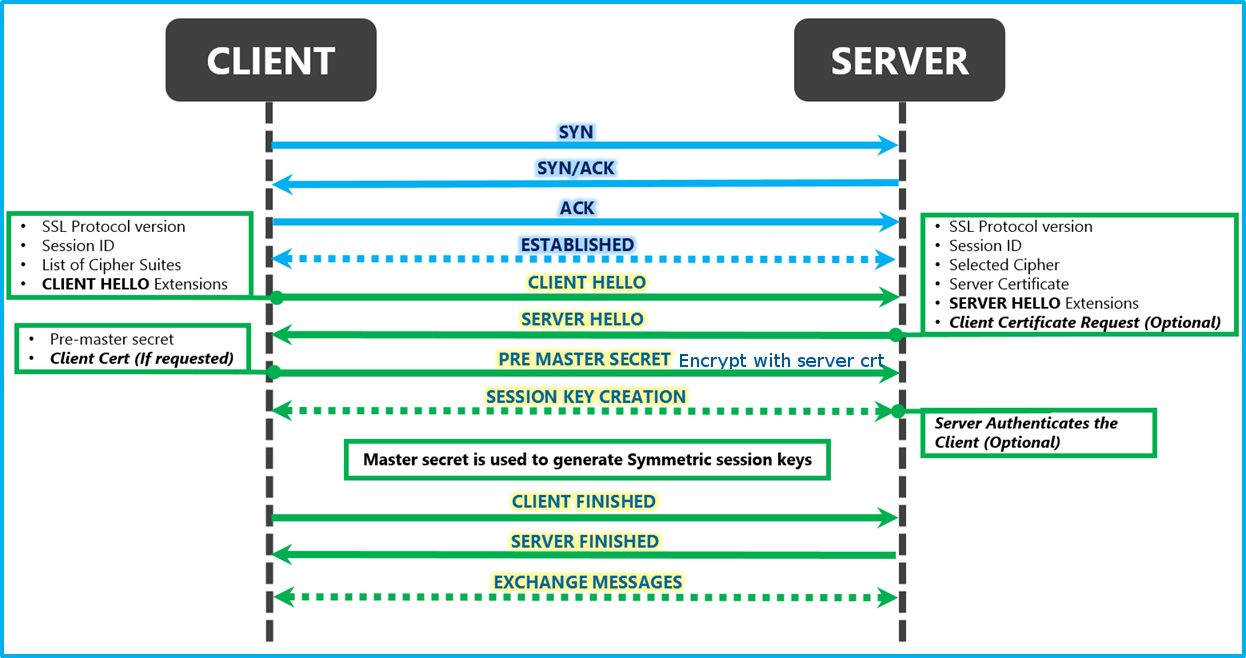 CLIENT
SERVER
SYN
SYN/ACK
ACK
ESTABLISHED
• SSL Protocol version
• Session ID
• List of Cipher Suites
• CLIENT HELLO Extensions
• SSL Protocol version
• Session ID
• Selected Cipher
• Server Certificate
• SERVER HELLO Extensions
• Client Certificate Request (Optional)
CLIENT HELLO
SERVER HELLO
• Pre-master secret
• Client Cert (If requested)
PRE MASTER SECRET Encrypt with server crt
SESSION KEY CREATION
Server Authenticates the
Client (Optional)
Master secret is used to generate Symmetric session keys
CLIENT FINISHED
SERVER FINISHED
EXCHANGE MESSAGES